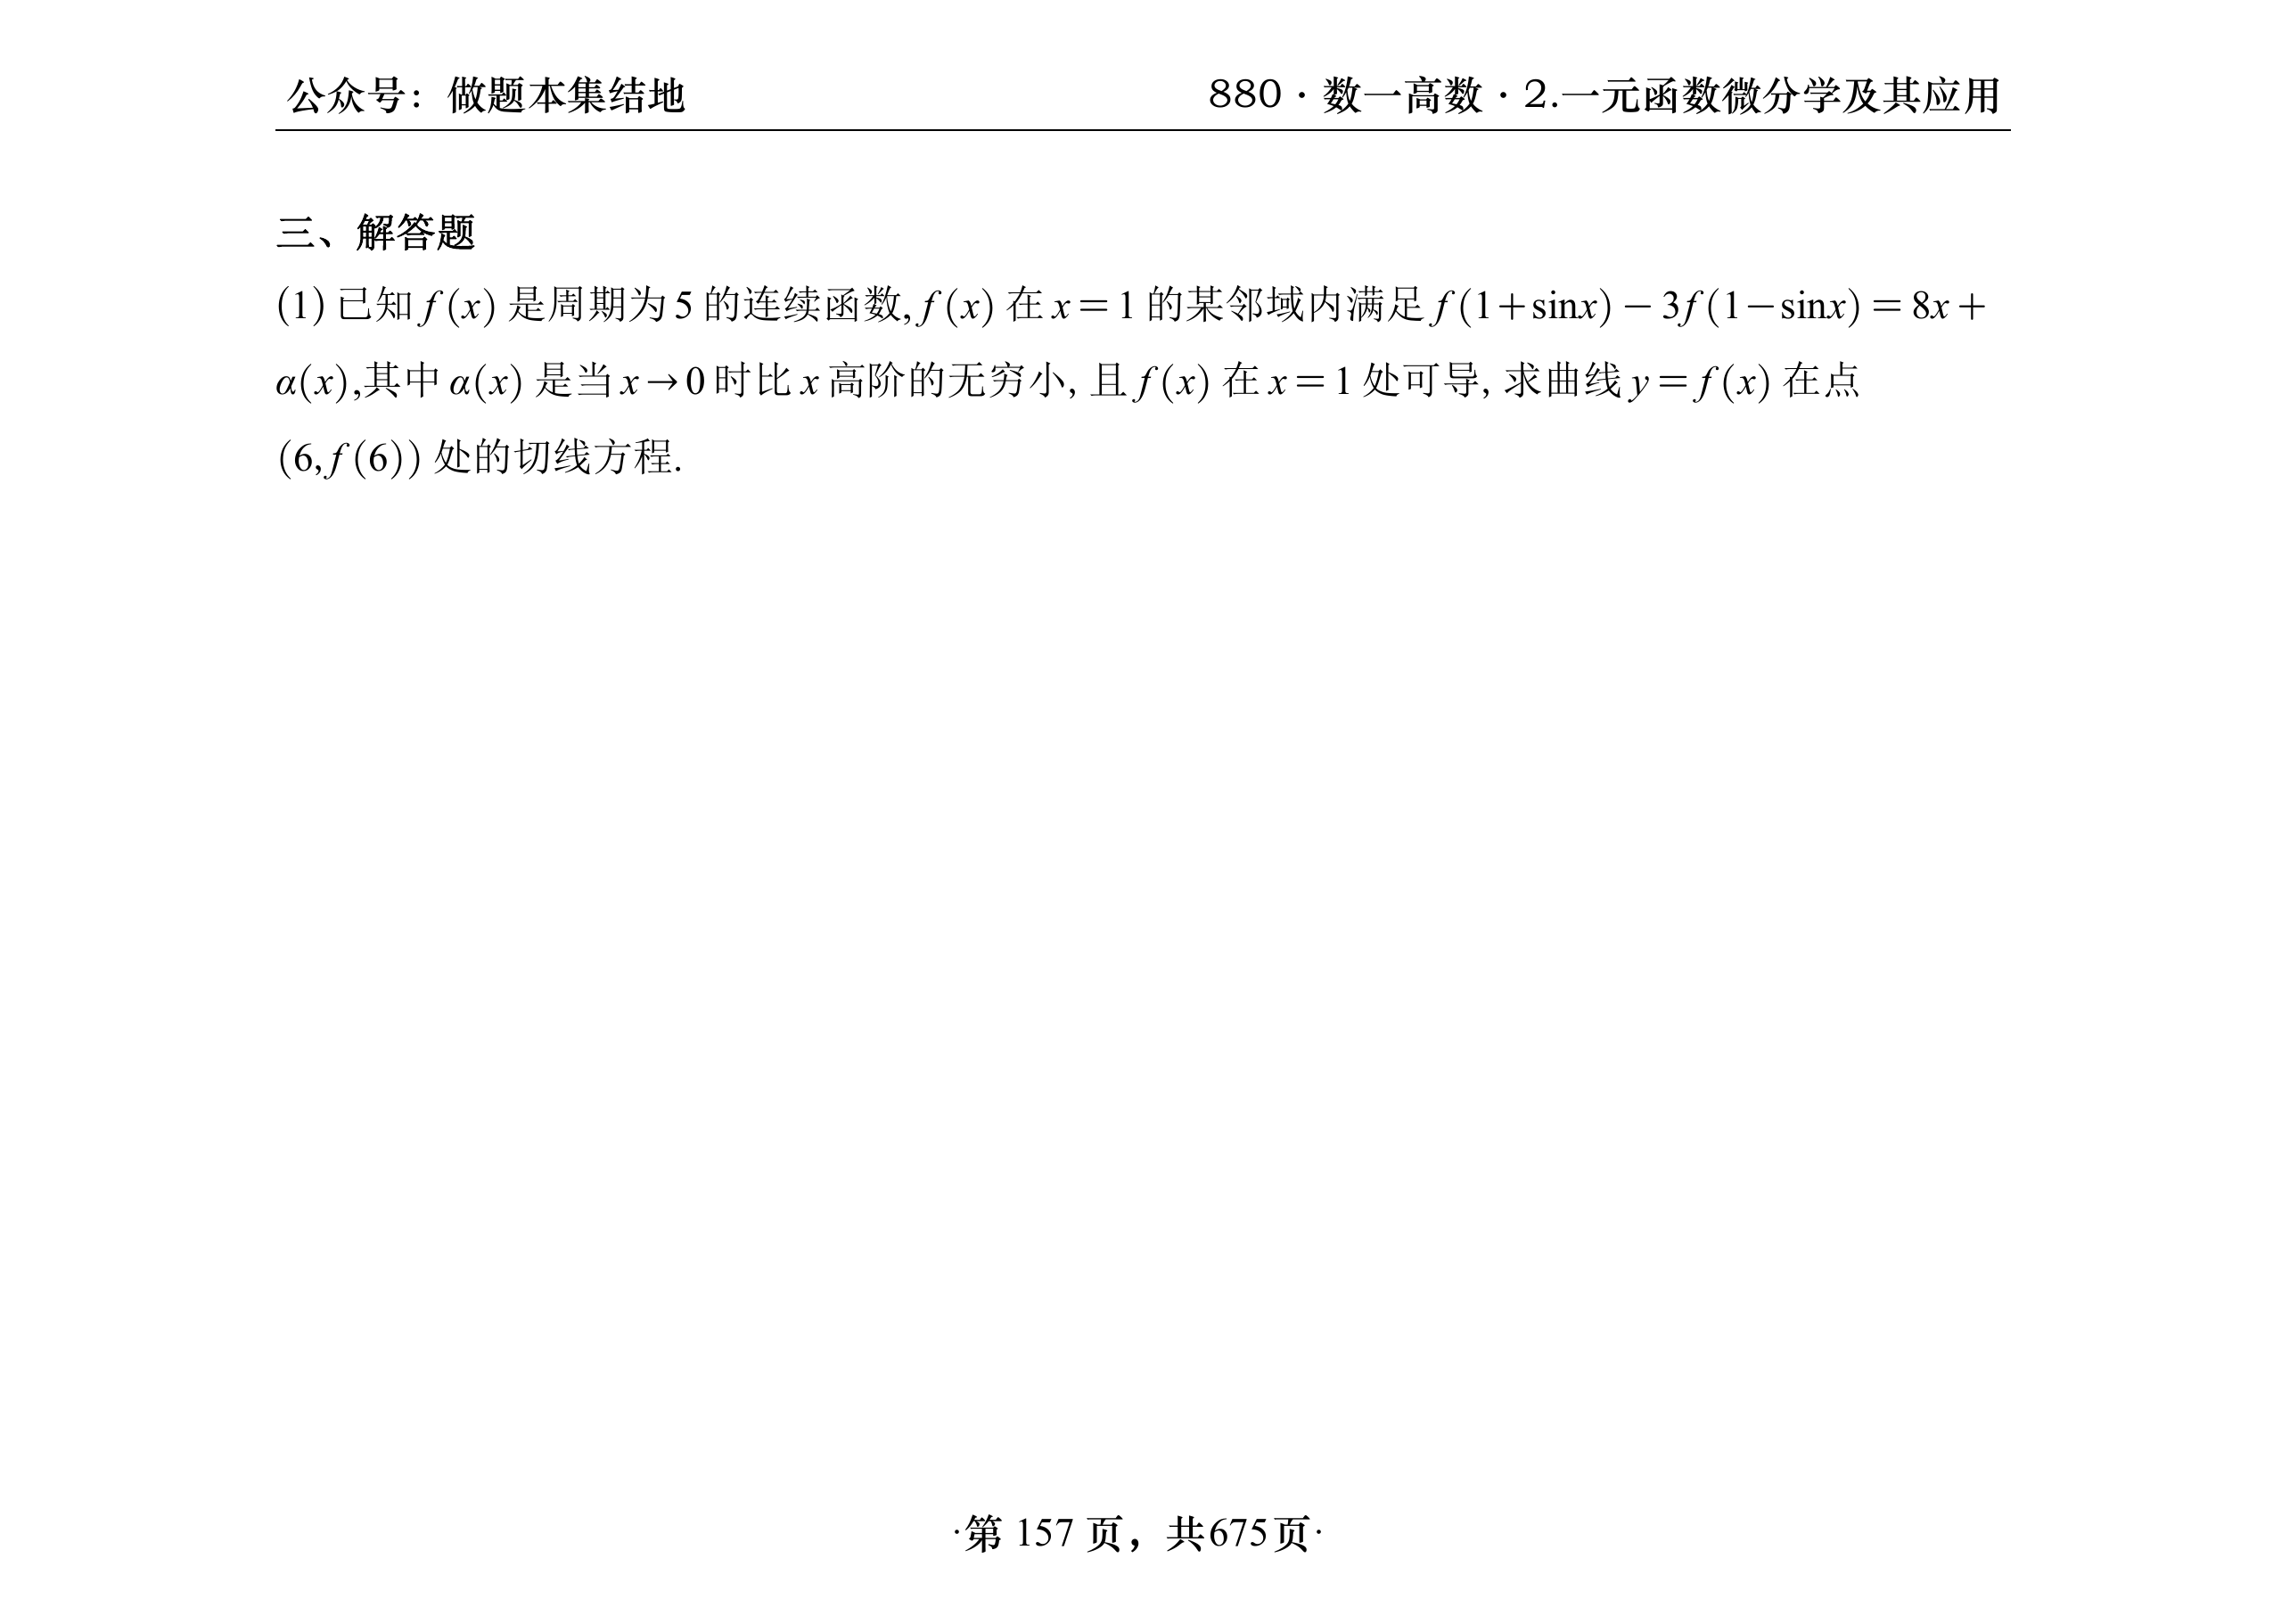 公众号：做题本集结地
880·数一高数·2.一元函数微分学及其应用
三、解答题
(1) 已知 f(x) 是周期为 5 的连续函数, f(x) 在 x = 1 的某邻域内满足 f(1+sinx) − 3f(1−sinx) = 8x +
α(x),其中 α(x) 是当 x→0 时比 x 高阶的无穷小, 且 f(x) 在 x = 1 处可导, 求曲线 y = f(x) 在点
(6,f(6)) 处的切线方程.
·第 157 页，共675页·